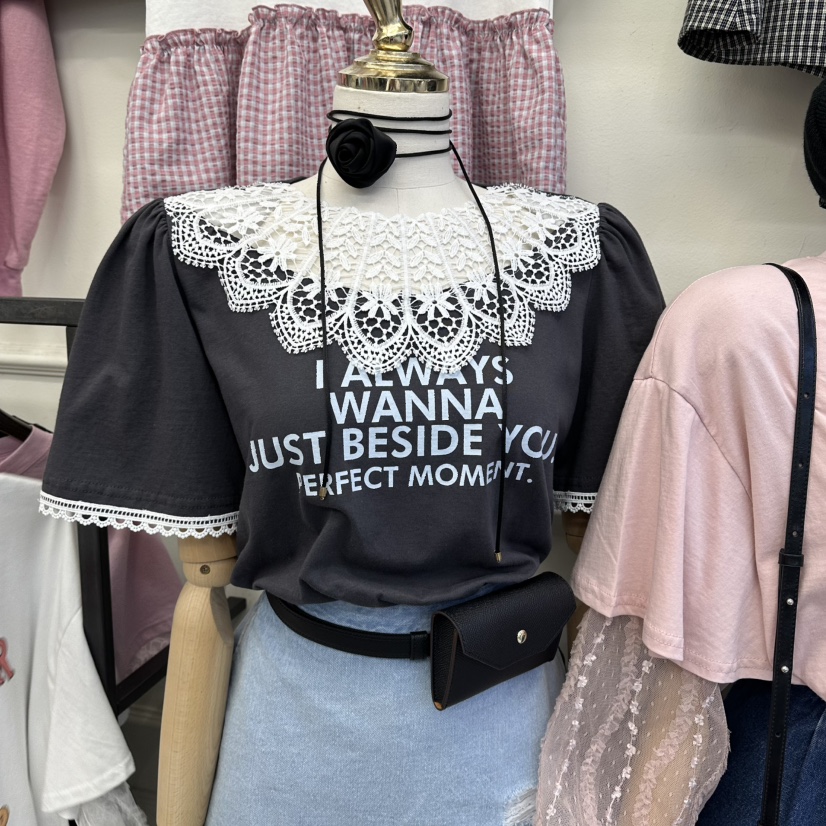 I ALWAYS
WANNA
JUST BESIDE YOU
PERFECT MOMENT.